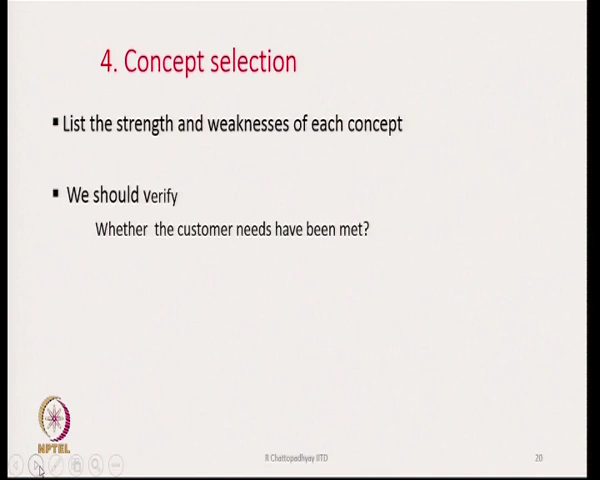 4. Concept selection
▪ List the strength and weaknesses of each concept
▪ We should verify
Whether the customer needs have been met?
NPTEL
R Chattopadhyay IITD
20